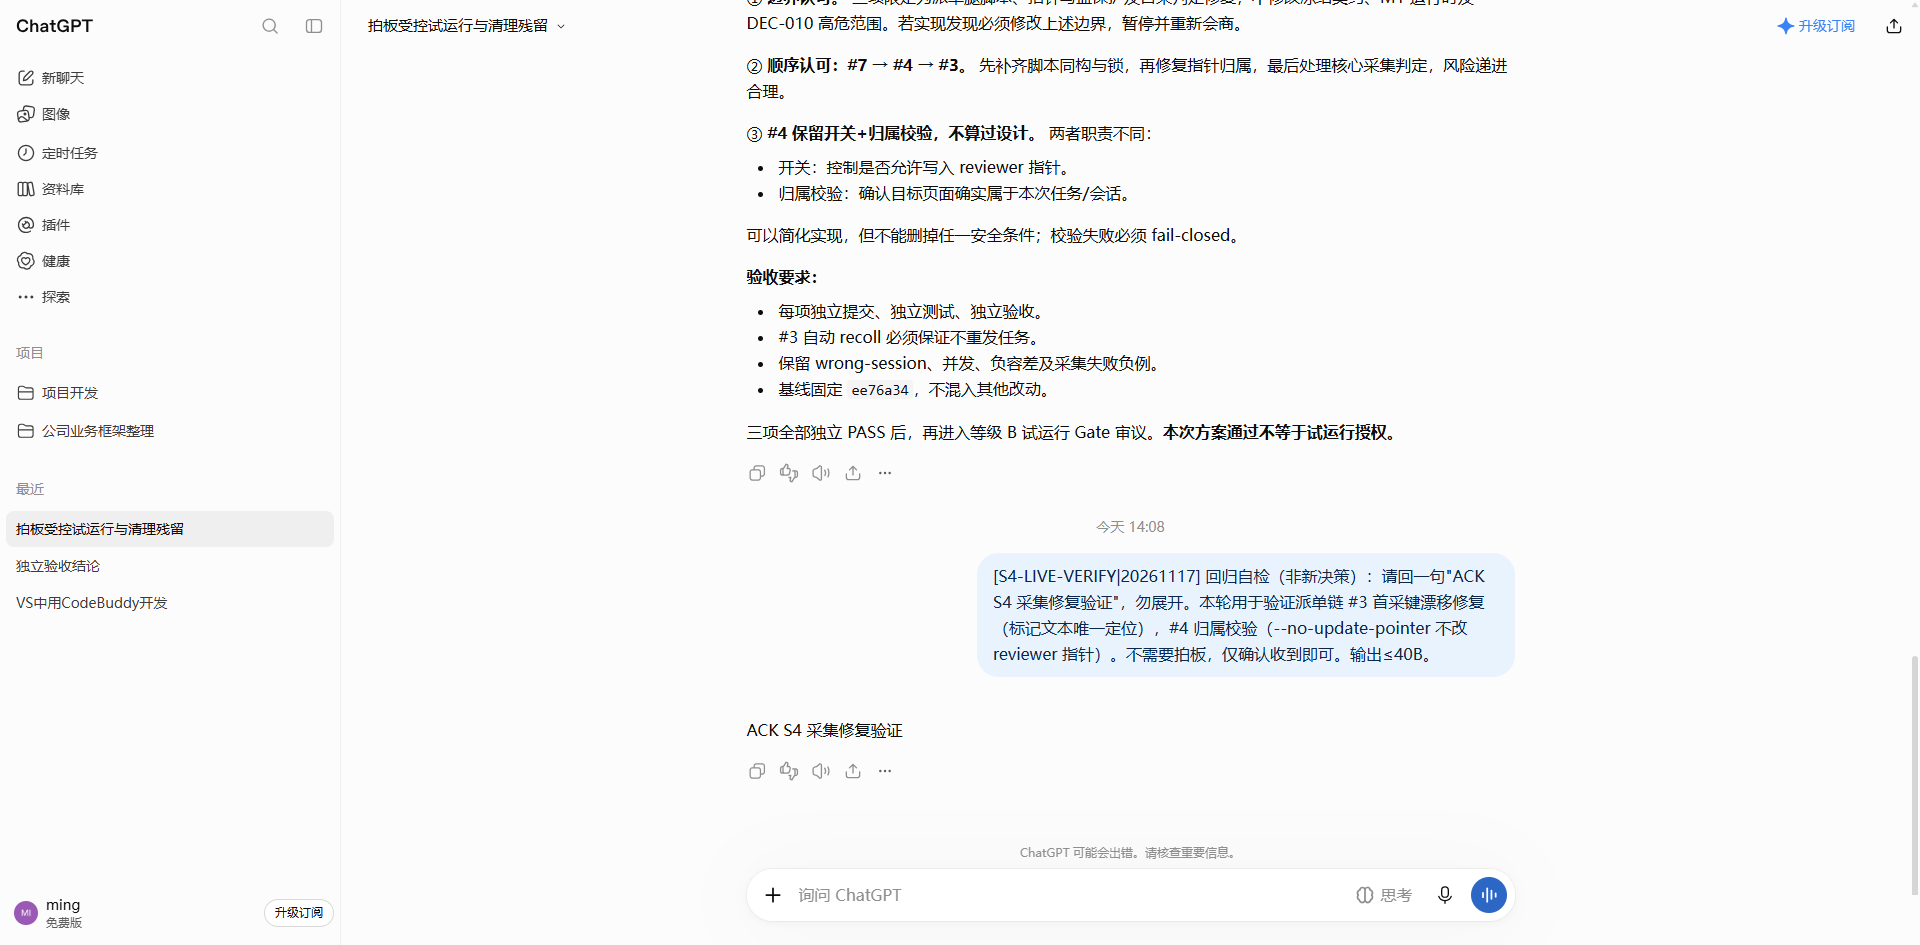 ChatGPT
新聊天
图像
定时任务
资料库
插件
健康
探索
项目
项目开发
公司业务框架整理
最近
拍板受控试运行与清理残留
独立验收结论
VS中用CodeBuddy开发
MI
ming
免费版
升级订阅
拍板受控试运行与清理残留
升级订阅
DEC-010 高危范围。若实现发现必须修改上述边界，暂停并重新会商。
② 顺序认可：#7 → #4 → #3。 先补齐脚本同构与锁，再修复指针归属，最后处理核心采集判定，风险递进
合理。
③ #4 保留开关+归属校验，不算过设计。 两者职责不同：
• 开关：控制是否允许写入 reviewer 指针。
• 归属校验：确认目标页面确实属于本次任务/会话。
可以简化实现，但不能删掉任一安全条件；校验失败必须 fail-closed。
验收要求：
• 每项独立提交、独立测试、独立验收。
• #3 自动 recoll 必须保证不重发任务。
• 保留 wrong-session、并发、负容差及采集失败负例。
• 基线固定 ee76a34，不混入其他改动。
三项全部独立 PASS 后，再进入等级 B 试运行 Gate 审议。本次方案通过不等于试运行授权。
今天 14:08
[S4-LIVE-VERIFY|20261117] 回归自检（非新决策）：请回一句"ACK
S4 采集修复验证"，勿展开。本轮用于验证派单链 #3 首采键漂移修复
（标记文本唯一定位），#4 归属校验（--no-update-pointer 不改
reviewer 指针）。不需要拍板，仅确认收到即可。输出≤40B。
ACK S4 采集修复验证
ChatGPT 可能会出错。请核查重要信息。
询问 ChatGPT
思考